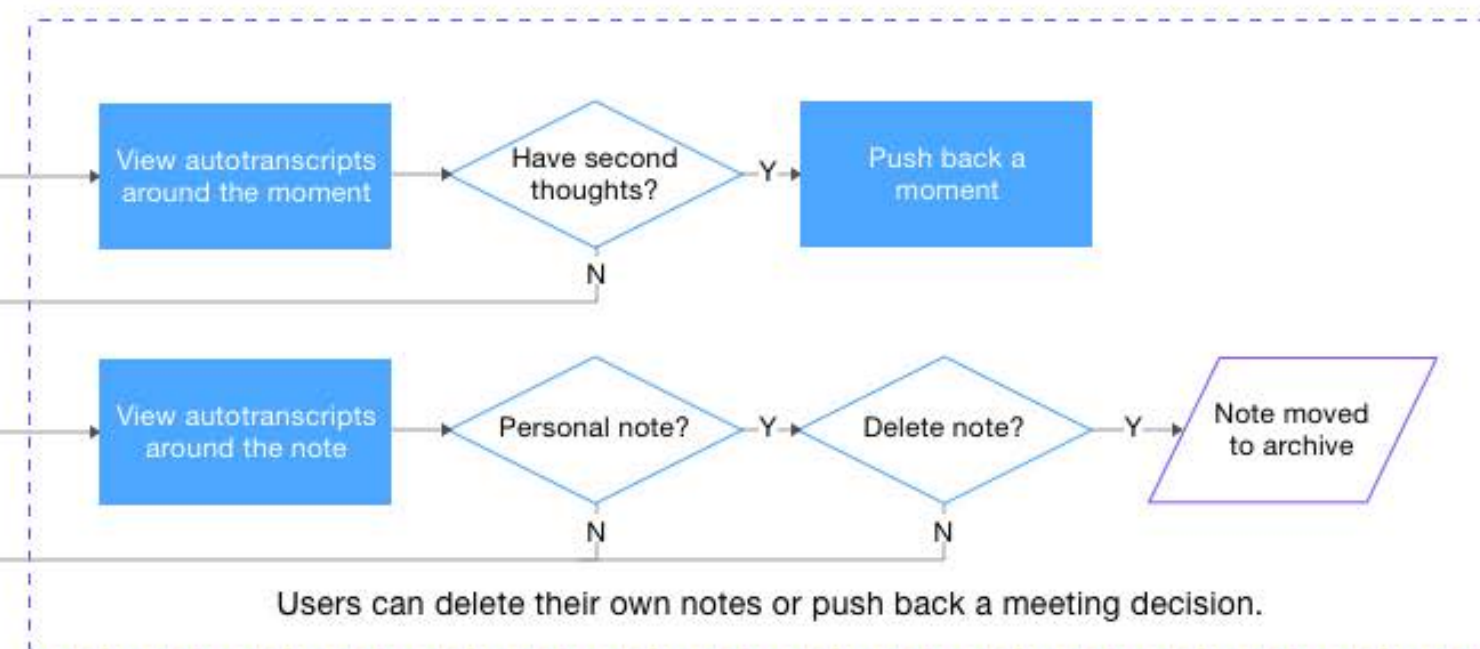 View autotranscripts
around the moment
Have second
thoughts?
Y
Push back a
moment
N
View autotranscripts
around the note
Personal note?
Y
Delete note?
Y
Note moved
to archive
N
N
Users can delete their own notes or push back a meeting decision.